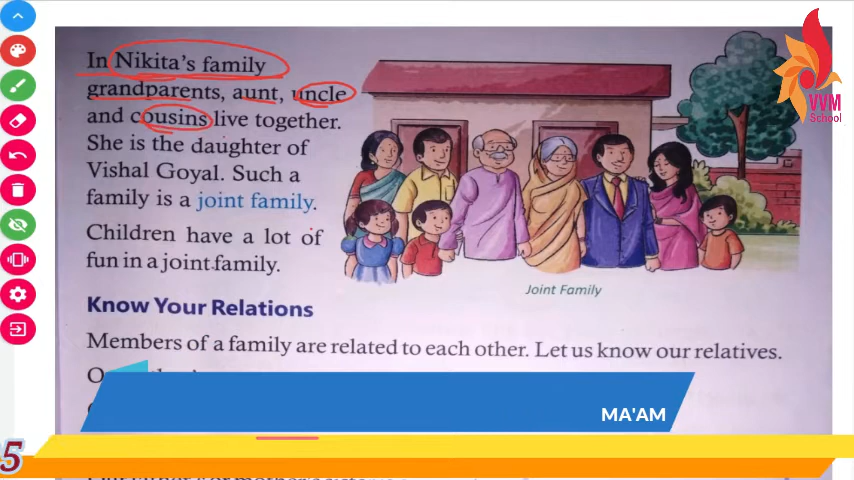 In Nikita's family
grandparents, aunt, uncle
and cousins live together.
She is the daughter of
Vishal Goyal. Such a
family is a joint family.
Children have a lot of
fun in a joint family.
Joint Family
Know Your Relations
Members of a family are related to each other. Let us know our relatives.
MA'AM
5
VVM
School